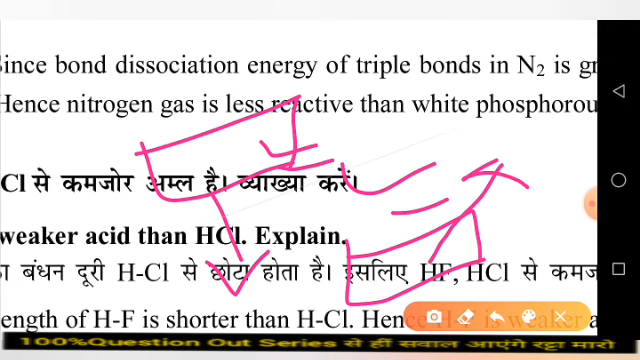 Since bond dissociation energy of triple bonds in N₂ is gr
Hence nitrogen gas is less reactive than white phosphorou
Cl से कमजोर अम्ल है। व्याख्या करें।
weaker acid than HCl. Explain.
बंधन दूरी H-Cl से छोटा होता है। इसलिए HF, HCl से कमज
ength of H-F is shorter than H-Cl. Hence weaker
100%Question Out Series से हीं सवाल आएंगे रट्टा मारो